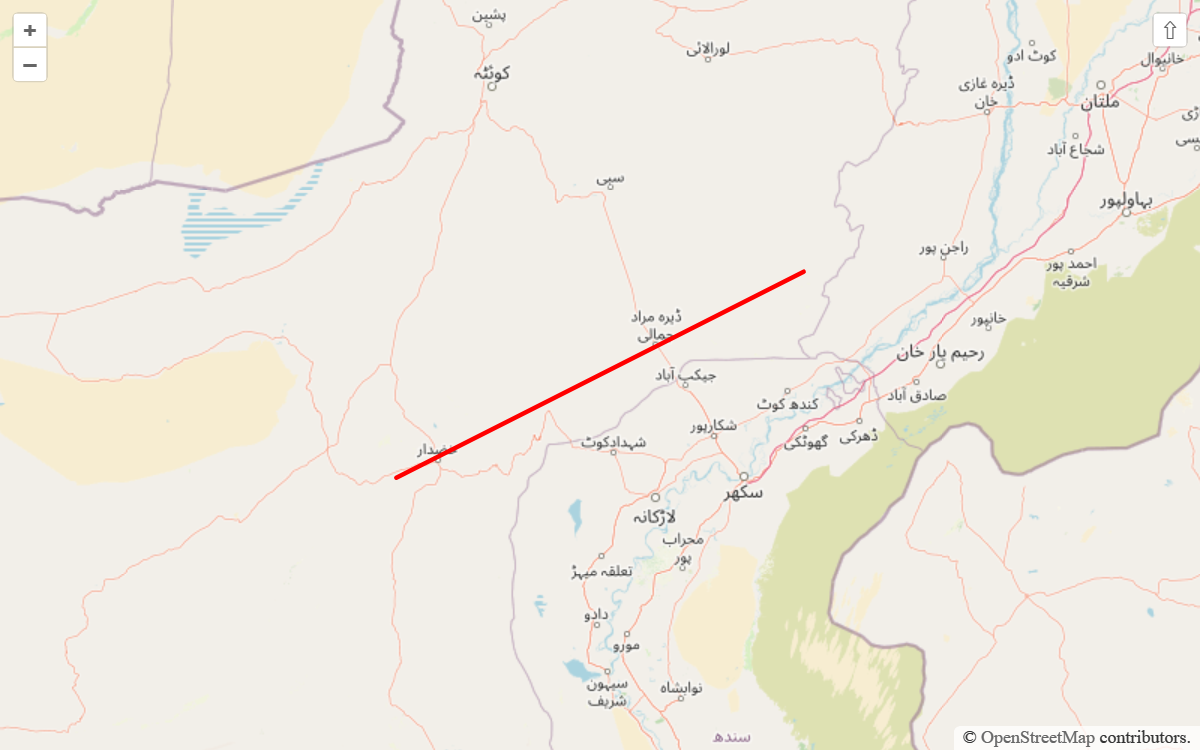 +
−
⇧
پشین
لورالائی
کوٹ ادو
خانیوال
کوئٹہ
ڈیرہ غازی
خان
ملتان
شجاع آباد
سبی
بہاولپور
راجن پور
احمد پور
شرقیہ
ڈیرہ مراد
جمالی
خانپور
رحیم یار خان
جیکب آباد
کندھ کوٹ
صادق آباد
شکارپور
گھوٹکی
ڈھرکی
شہدادکوٹ
خضدار
سکھر
لاڑکانہ
محراب
پور
تعلقہ میہڑ
دادو
مورو
سیہون
شریف
نوابشاہ
سندھ
© OpenStreetMap contributors.